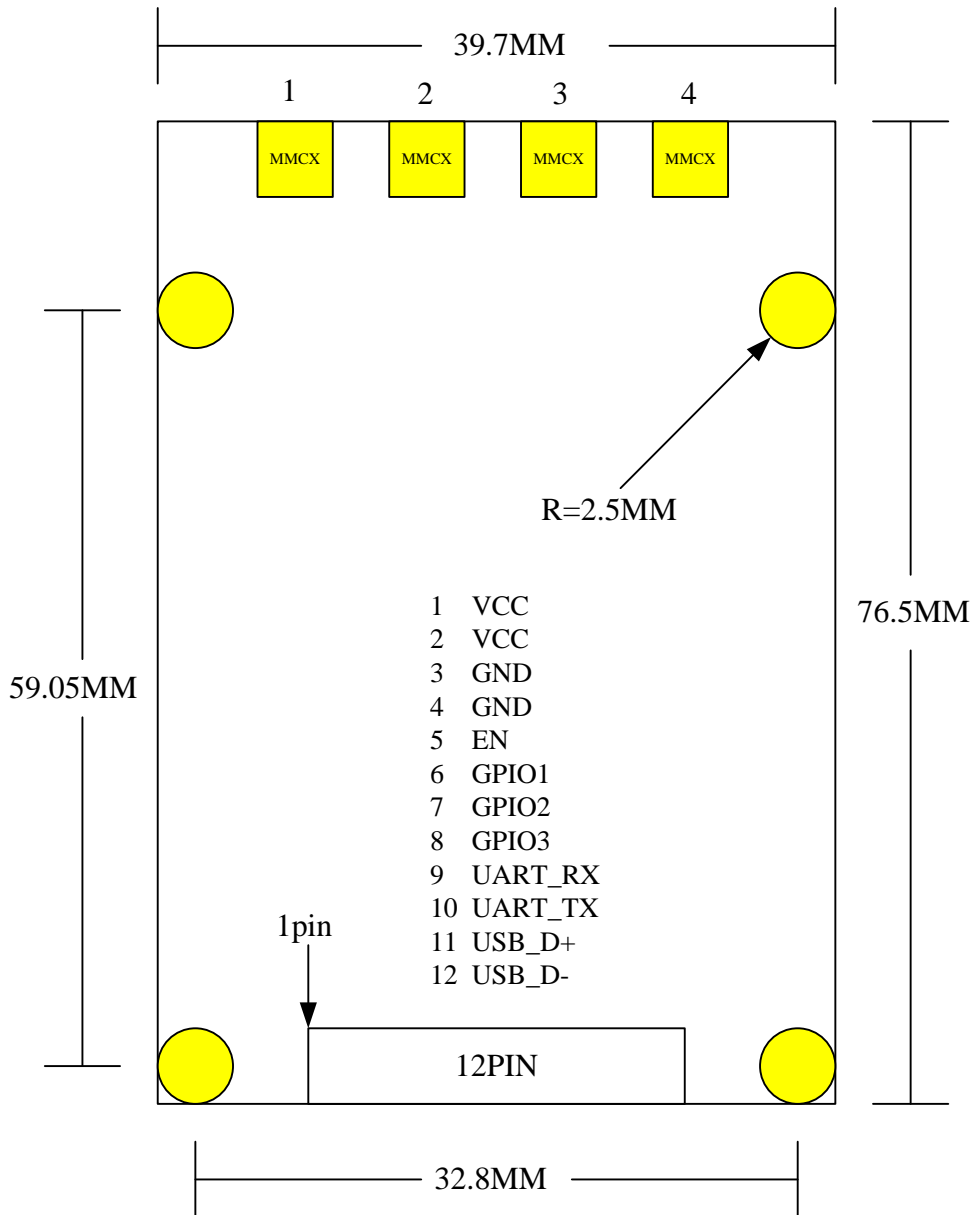 39.7MM
1 2 3 4
MMCX MMCX MMCX MMCX
R=2.5MM
76.5MM
59.05MM
1 VCC
2 VCC
3 GND
4 GND
5 EN
6 GPIO1
7 GPIO2
8 GPIO3
9 UART_RX
10 UART_TX
11 USB_D+
12 USB_D-
1pin
12PIN
32.8MM